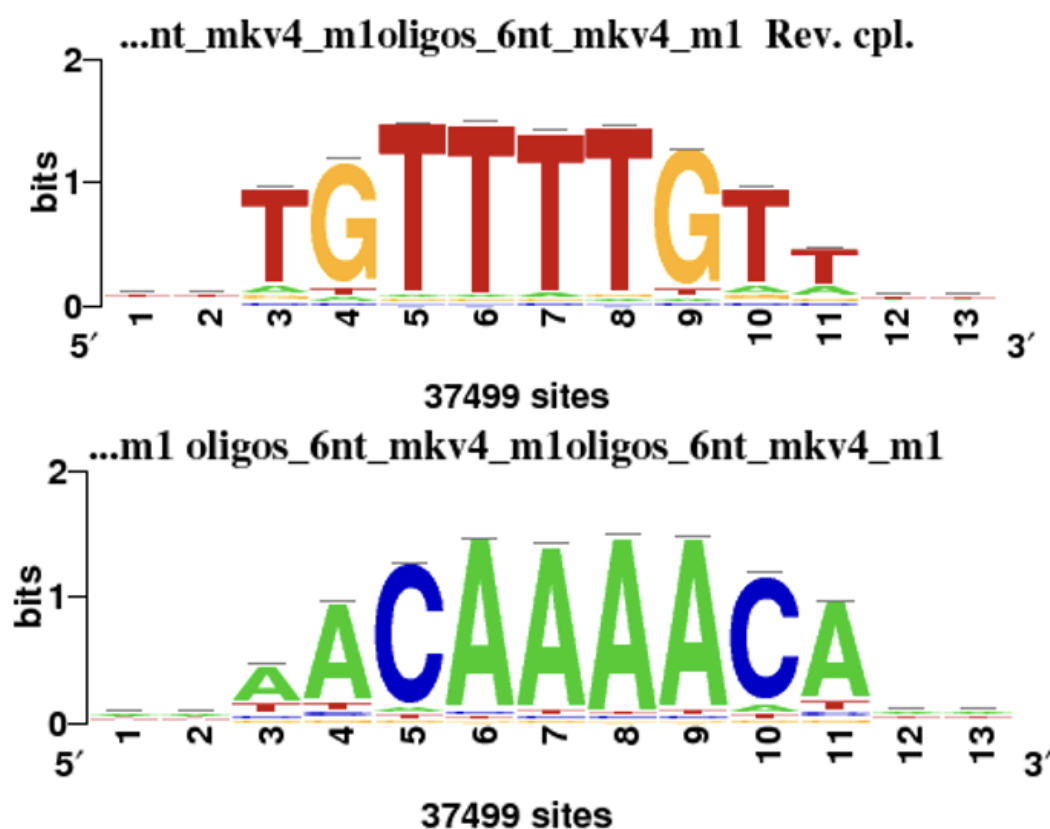 ...nt_mkv4_m1oligos_6nt_mkv4_m1 Rev. cpl.
2
bits
1
0
TGTTTTGTT
1 2 3 4 5 6 7 8 9 10 11 12 13
5′ 3′
37499 sites
...m1 oligos_6nt_mkv4_m1oligos_6nt_mkv4_m1
2
bits
1
0
AACAAAACA
1 2 3 4 5 6 7 8 9 10 11 12 13
5′ 3′
37499 sites